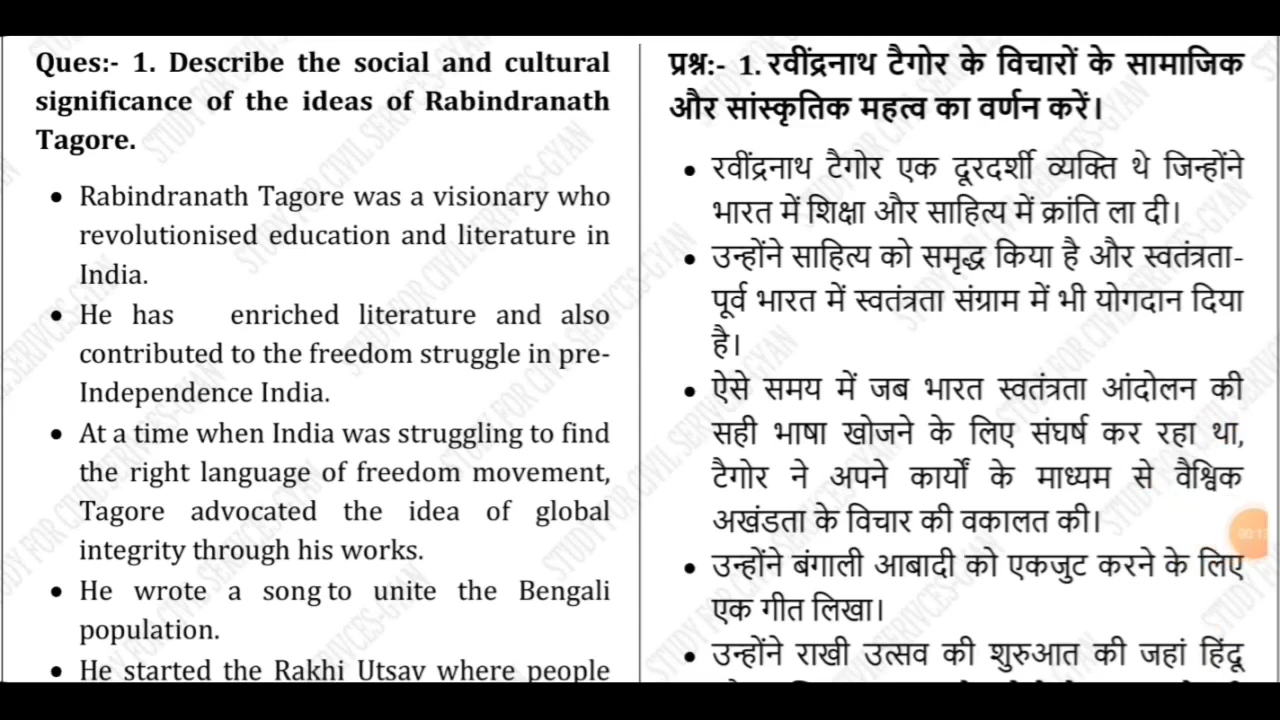 Ques:- 1. Describe the social and cultural
significance of the ideas of Rabindranath
Tagore.
• Rabindranath Tagore was a visionary who
revolutionised education and literature in
India.
• He has enriched literature and also
contributed to the freedom struggle in pre-
Independence India.
• At a time when India was struggling to find
the right language of freedom movement,
Tagore advocated the idea of global
integrity through his works.
• He wrote a song to unite the Bengali
population.
• He started the Rakhi Utsav where people
प्रश्न:- 1. रवींद्रनाथ टैगोर के विचारों के सामाजिक
और सांस्कृतिक महत्व का वर्णन करें।
• रवींद्रनाथ टैगोर एक दूरदर्शी व्यक्ति थे जिन्होंने
भारत में शिक्षा और साहित्य में क्रांति ला दी।
• उन्होंने साहित्य को समृद्ध किया है और स्वतंत्रता-
पूर्व भारत में स्वतंत्रता संग्राम में भी योगदान दिया
है।
• ऐसे समय में जब भारत स्वतंत्रता आंदोलन की
सही भाषा खोजने के लिए संघर्ष कर रहा था,
टैगोर ने अपने कार्यों के माध्यम से वैश्विक
अखंडता के विचार की वकालत की।
• उन्होंने बंगाली आबादी को एकजुट करने के लिए
एक गीत लिखा।
• उन्होंने राखी उत्सव की शुरुआत की जहां हिंदू
STUDY FOR CIVIL SERIVCES-GYAN